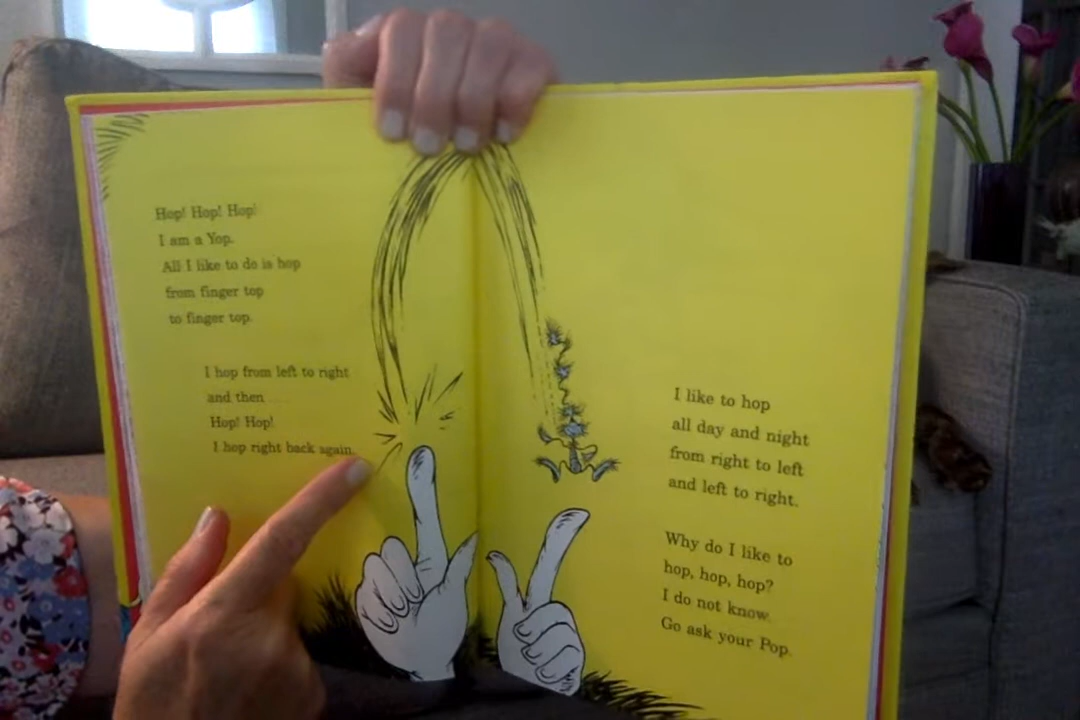 Hop! Hop! Hop!
I am a Yop.
All I like to do is hop
from finger top
to finger top.
I hop from left to right
and then . . . .
Hop! Hop!
I hop right back again.
I like to hop
all day and night
from right to left
and left to right.
Why do I like to
hop, hop, hop?
I do not know.
Go ask your Pop.